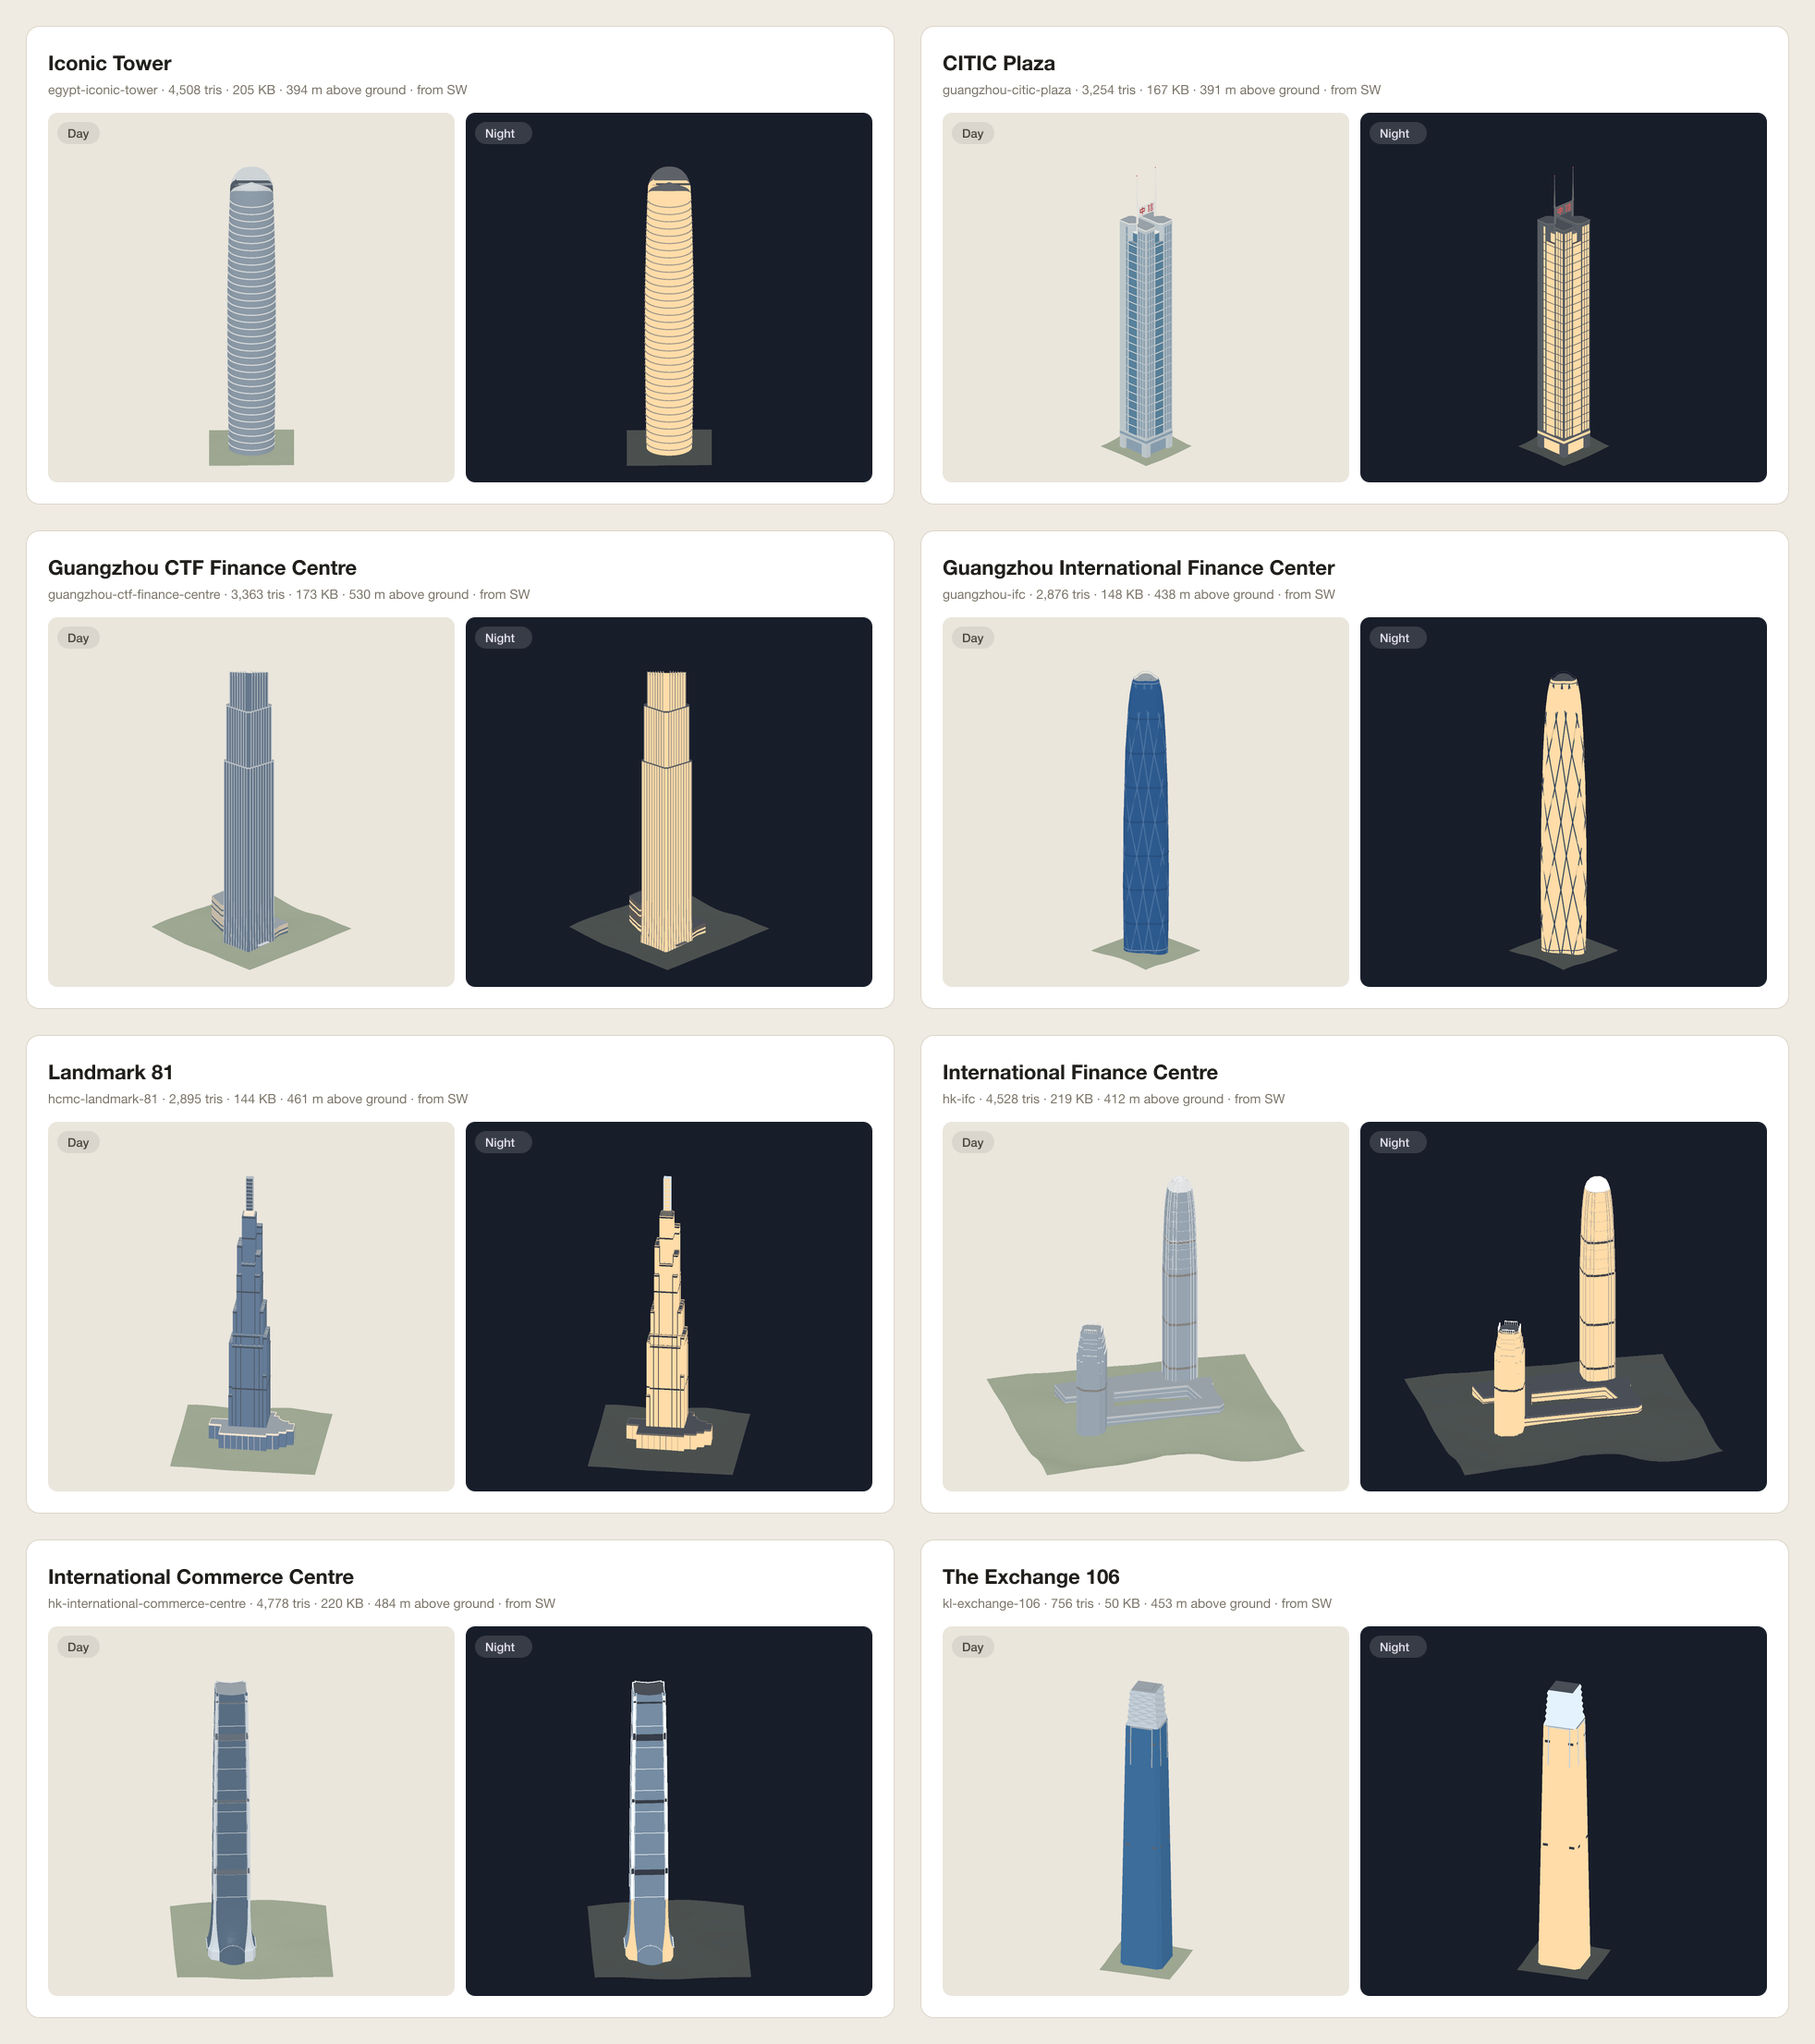 Iconic Tower
egypt-iconic-tower · 4,508 tris · 205 KB · 394 m above ground · from SW
Day
Night
CITIC Plaza
guangzhou-citic-plaza · 3,254 tris · 167 KB · 391 m above ground · from SW
Day
中信
Night
Guangzhou CTF Finance Centre
guangzhou-ctf-finance-centre · 3,363 tris · 173 KB · 530 m above ground · from SW
Day
Night
Guangzhou International Finance Center
guangzhou-ifc · 2,876 tris · 148 KB · 438 m above ground · from SW
Day
Night
Landmark 81
hcmc-landmark-81 · 2,895 tris · 144 KB · 461 m above ground · from SW
Day
Night
International Finance Centre
hk-ifc · 4,528 tris · 219 KB · 412 m above ground · from SW
Day
Night
International Commerce Centre
hk-international-commerce-centre · 4,778 tris · 220 KB · 484 m above ground · from SW
Day
Night
The Exchange 106
kl-exchange-106 · 756 tris · 50 KB · 453 m above ground · from SW
Day
Night